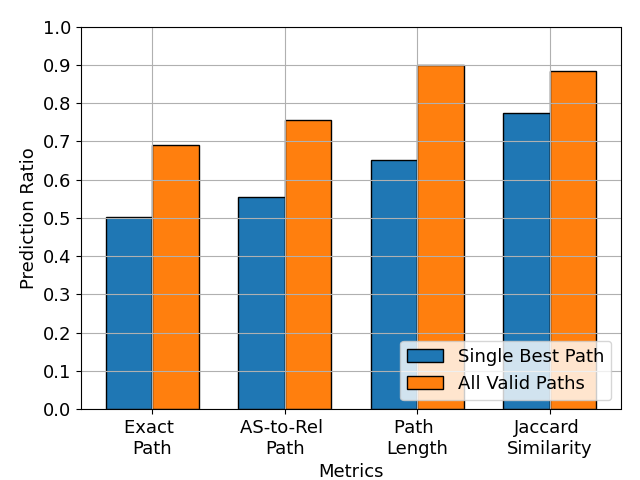 1.0
0.9
0.8
0.7
0.6
0.5
0.4
0.3
0.2
0.1
0.0
Prediction Ratio
Single Best Path
All Valid Paths
Exact
Path
AS-to-Rel
Path
Path
Length
Jaccard
Similarity
Metrics